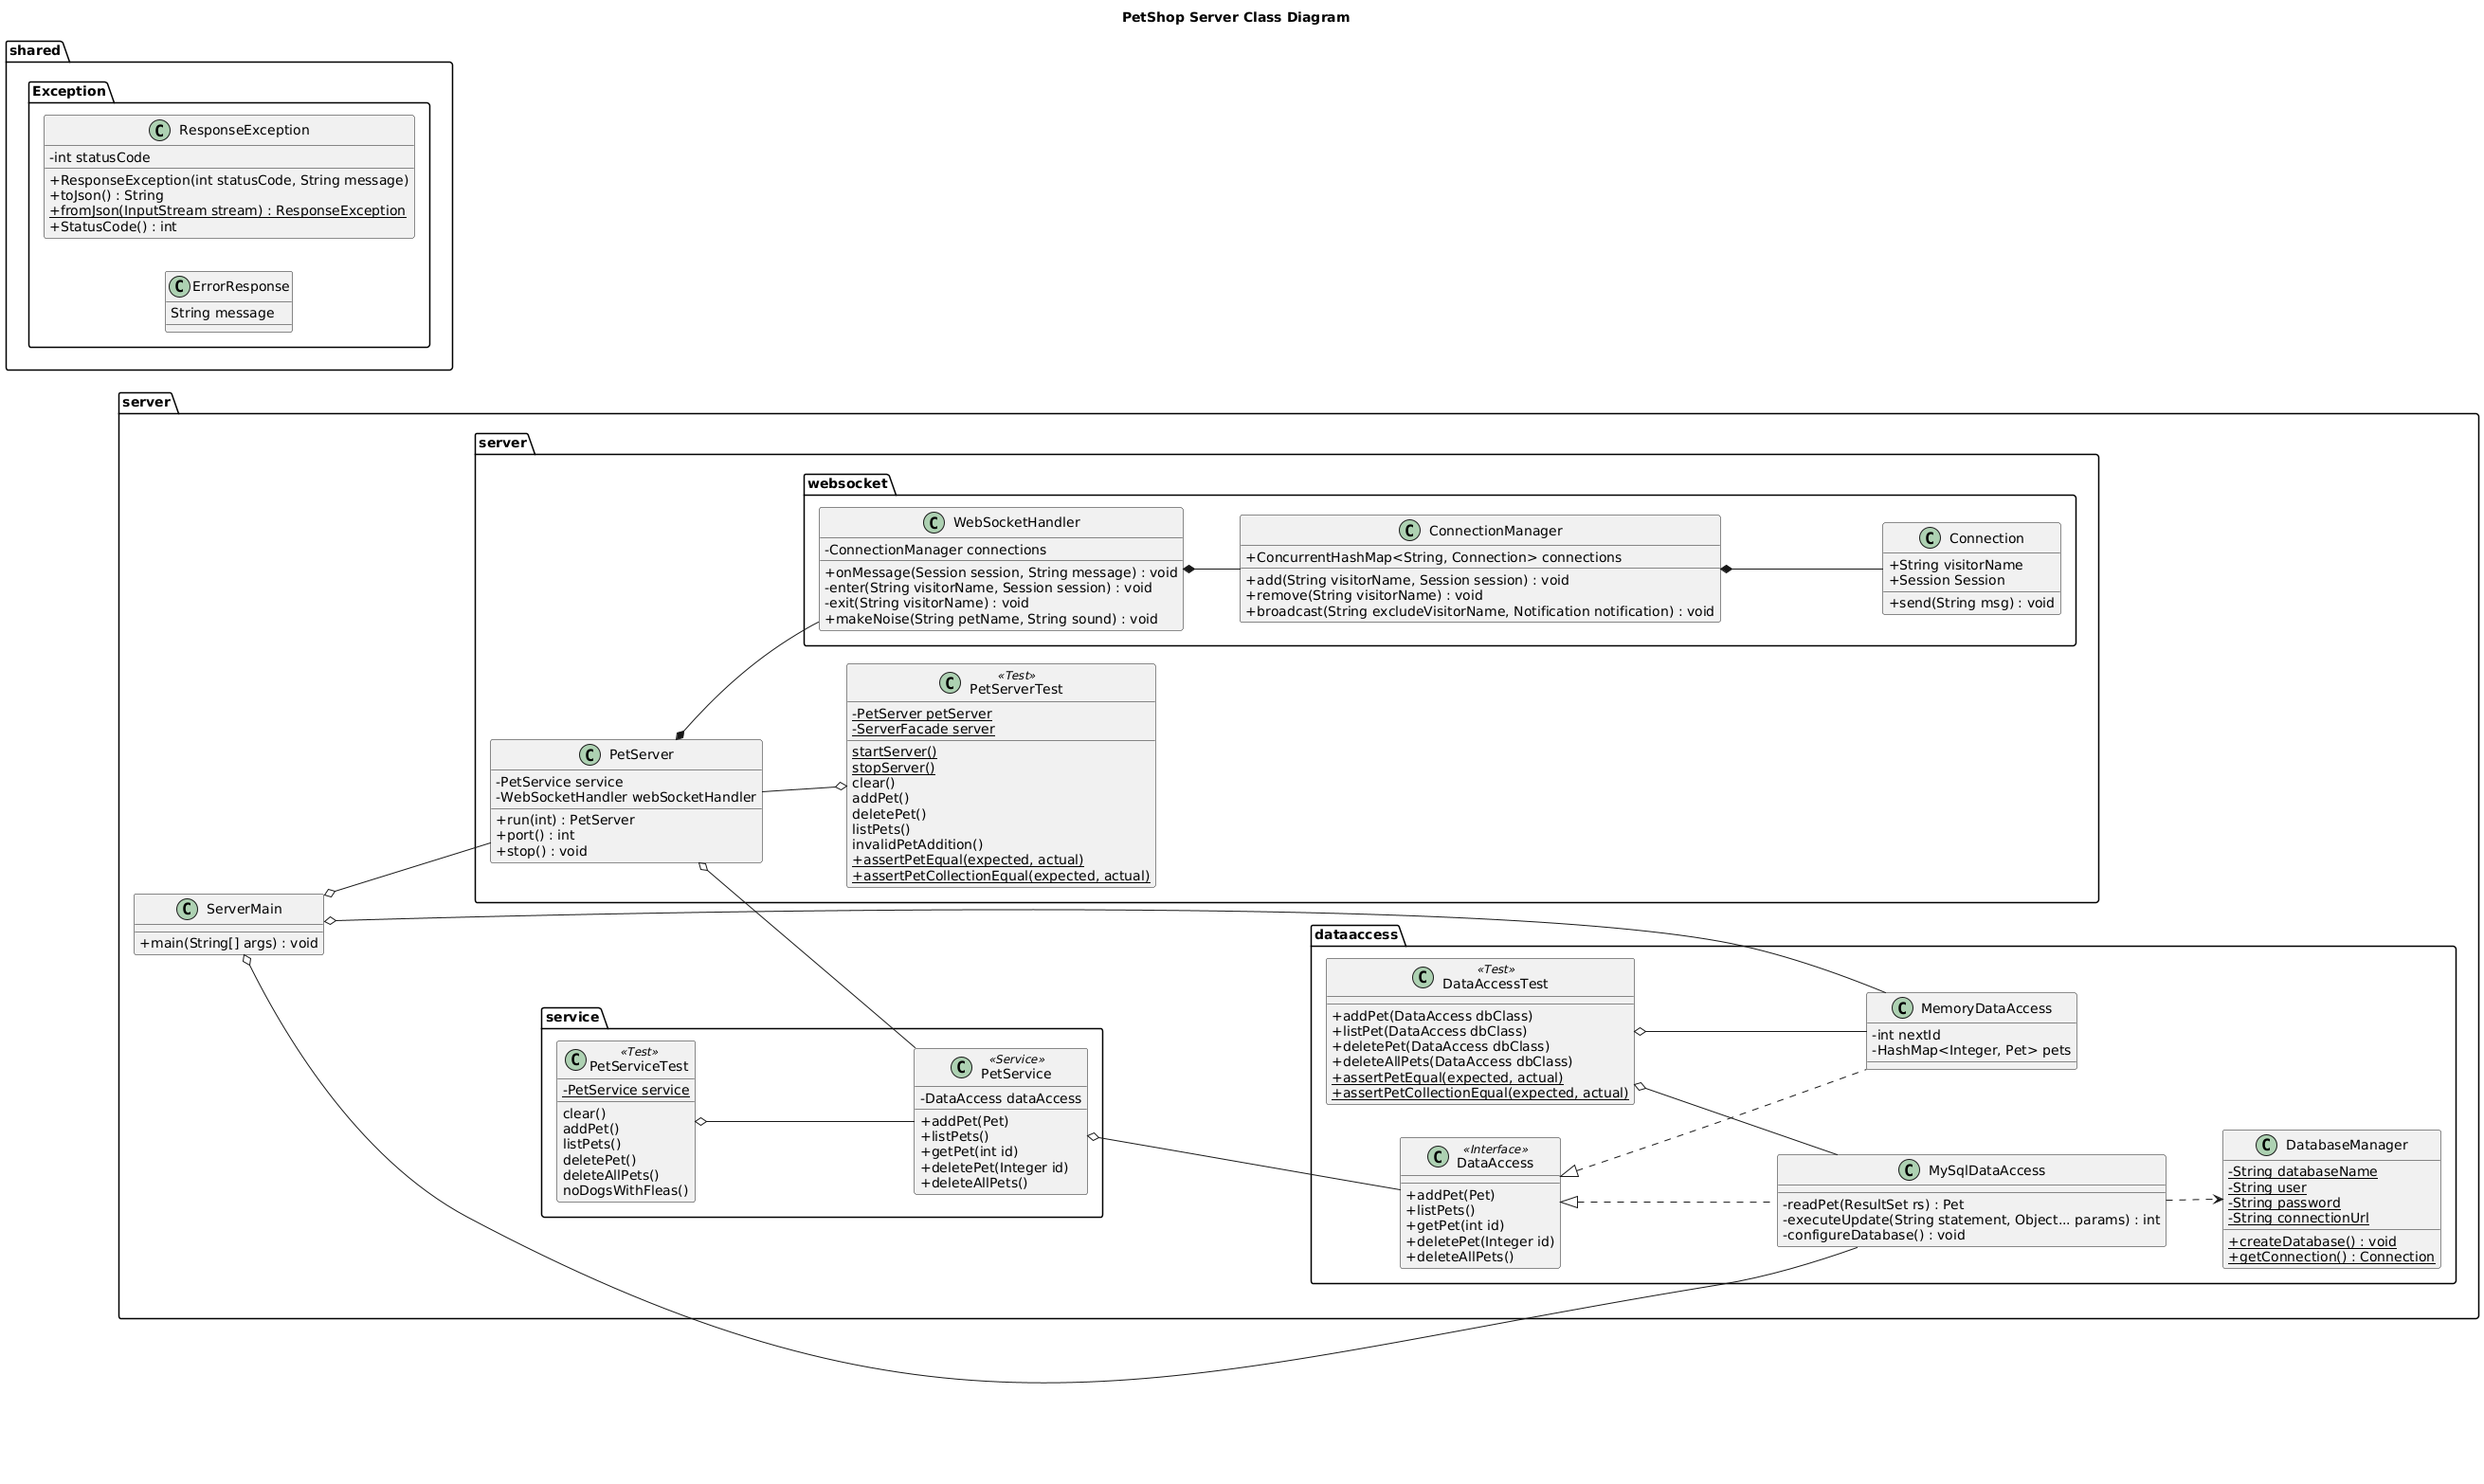 PetShop Server Class Diagram
shared
Exception
C ResponseException
-int statusCode
+ResponseException(int statusCode, String message)
+toJson() : String
+fromJson(InputStream stream) : ResponseException
+StatusCode() : int
C ErrorResponse
String message
server
server
websocket
C WebSocketHandler
-ConnectionManager connections
+onMessage(Session session, String message) : void
-enter(String visitorName, Session session) : void
-exit(String visitorName) : void
+makeNoise(String petName, String sound) : void
C ConnectionManager
+ConcurrentHashMap<String, Connection> connections
+add(String visitorName, Session session) : void
+remove(String visitorName) : void
+broadcast(String excludeVisitorName, Notification notification) : void
C Connection
+String visitorName
+Session Session
+send(String msg) : void
C «Test»
PetServerTest
-PetServer petServer
-ServerFacade server
startServer()
stopServer()
clear()
addPet()
deletePet()
listPets()
invalidPetAddition()
+assertPetEqual(expected, actual)
+assertPetCollectionEqual(expected, actual)
C PetServer
-PetService service
-WebSocketHandler webSocketHandler
+run(int) : PetServer
+port() : int
+stop() : void
C ServerMain
+main(String[] args) : void
service
C «Test»
PetServiceTest
-PetService service
clear()
addPet()
listPets()
deletePet()
deleteAllPets()
noDogsWithFleas()
C «Service»
PetService
-DataAccess dataAccess
+addPet(Pet)
+listPets()
+getPet(int id)
+deletePet(Integer id)
+deleteAllPets()
dataaccess
C «Test»
DataAccessTest
+addPet(DataAccess dbClass)
+listPet(DataAccess dbClass)
+deletePet(DataAccess dbClass)
+deleteAllPets(DataAccess dbClass)
+assertPetEqual(expected, actual)
+assertPetCollectionEqual(expected, actual)
C MemoryDataAccess
-int nextId
-HashMap<Integer, Pet> pets
C «Interface»
DataAccess
+addPet(Pet)
+listPets()
+getPet(int id)
+deletePet(Integer id)
+deleteAllPets()
C MySqlDataAccess
-readPet(ResultSet rs) : Pet
-executeUpdate(String statement, Object... params) : int
-configureDatabase() : void
C DatabaseManager
-String databaseName
-String user
-String password
-String connectionUrl
+createDatabase() : void
+getConnection() : Connection